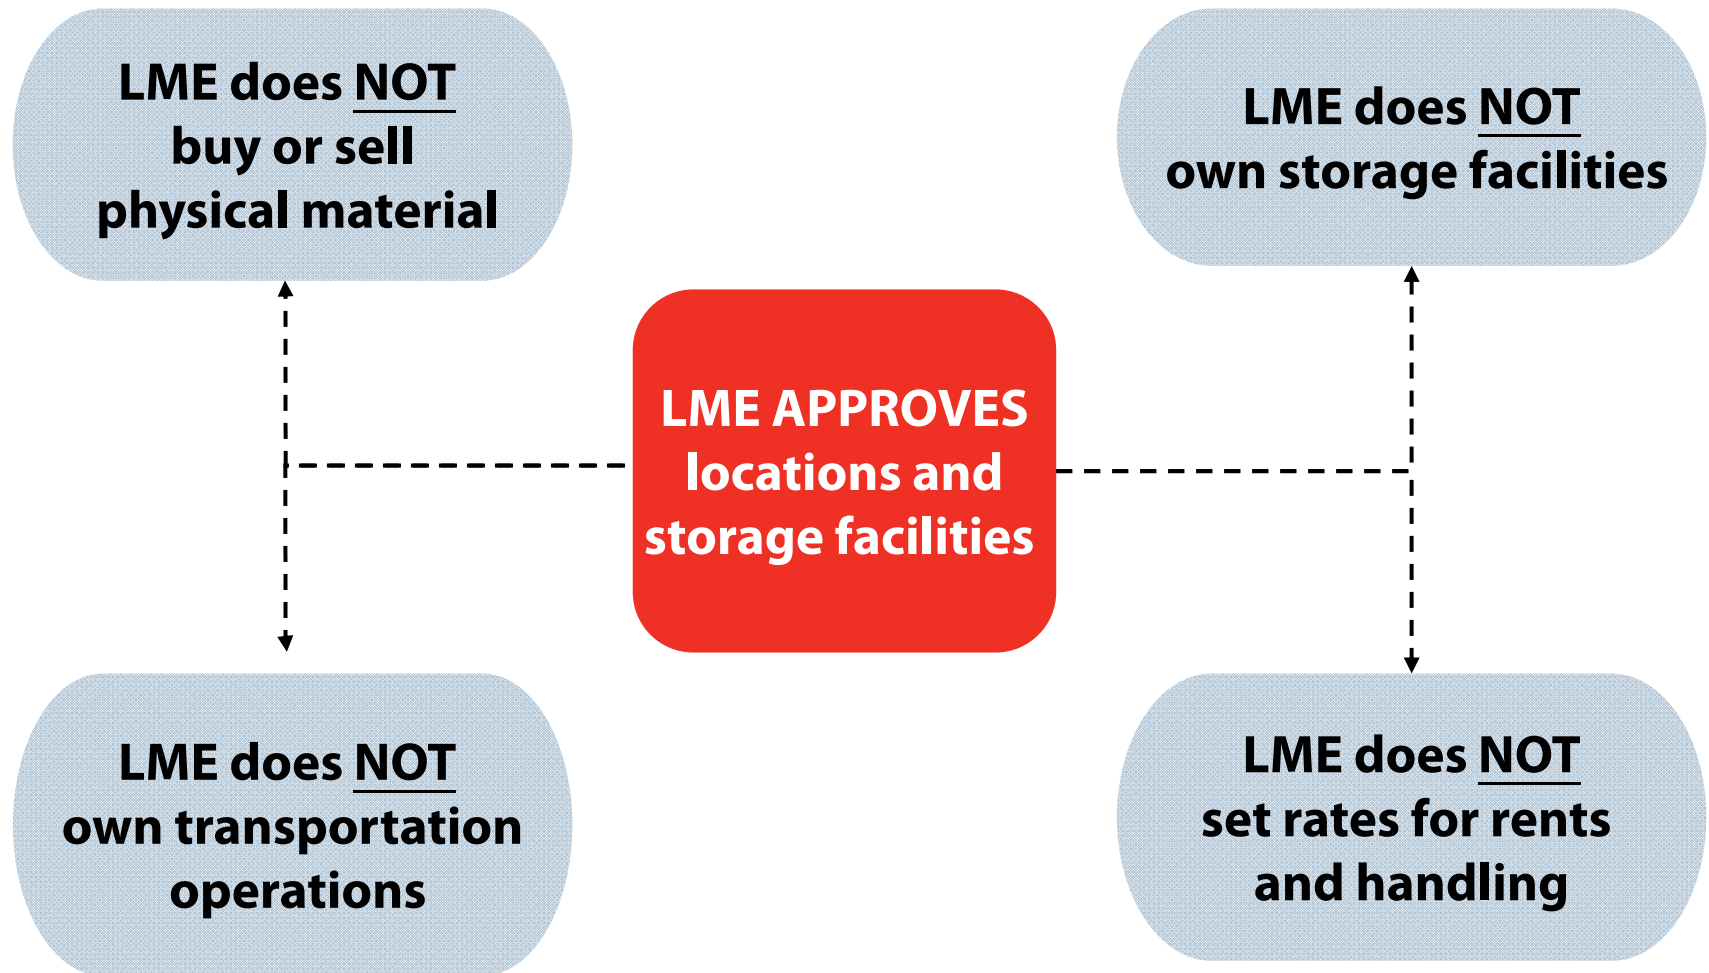 LME does NOT
buy or sell
physical material
LME does NOT
own storage facilities
LME APPROVES
locations and
storage facilities
LME does NOT
own transportation
operations
LME does NOT
set rates for rents
and handling